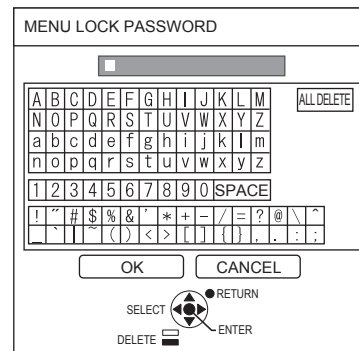 MENU LOCK PASSWORD
A B C D E F G H I J K L M ALL DELETE
N O P Q R S T U V W X Y Z
a b c d e f g h i j k l m
n o p q r s t u v w x y z
1 2 3 4 5 6 7 8 9 0 SPACE
! ˝ # $ % & ' * + - / = ? @ \ ^
_ ` | ~ ( ) < > [ ] { } , . : ;
OK CANCEL
RETURN
SELECT
ENTER
DELETE